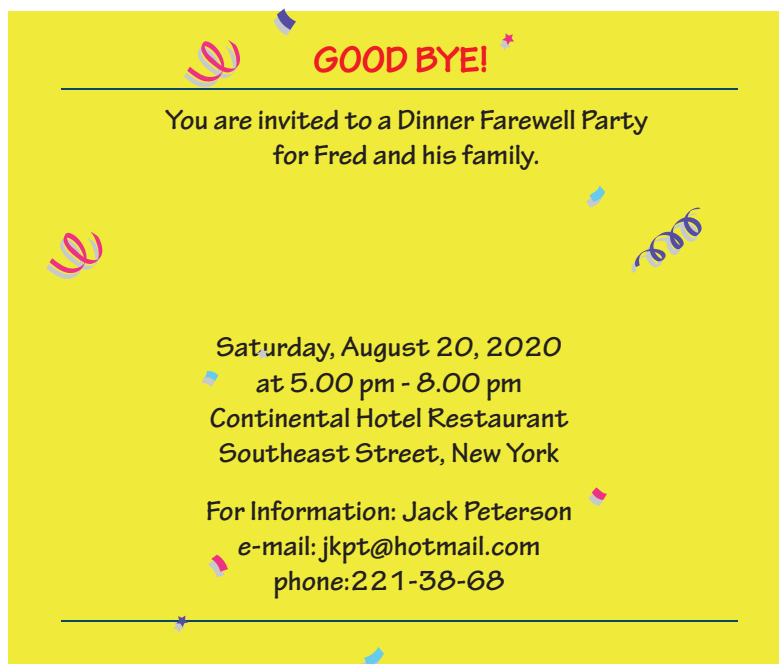 GOOD BYE!
You are invited to a Dinner Farewell Party
for Fred and his family.
Saturday, August 20, 2020
at 5.00 pm - 8.00 pm
Continental Hotel Restaurant
Southeast Street, New York
For Information: Jack Peterson
e-mail: jkpt@hotmail.com
phone:221-38-68